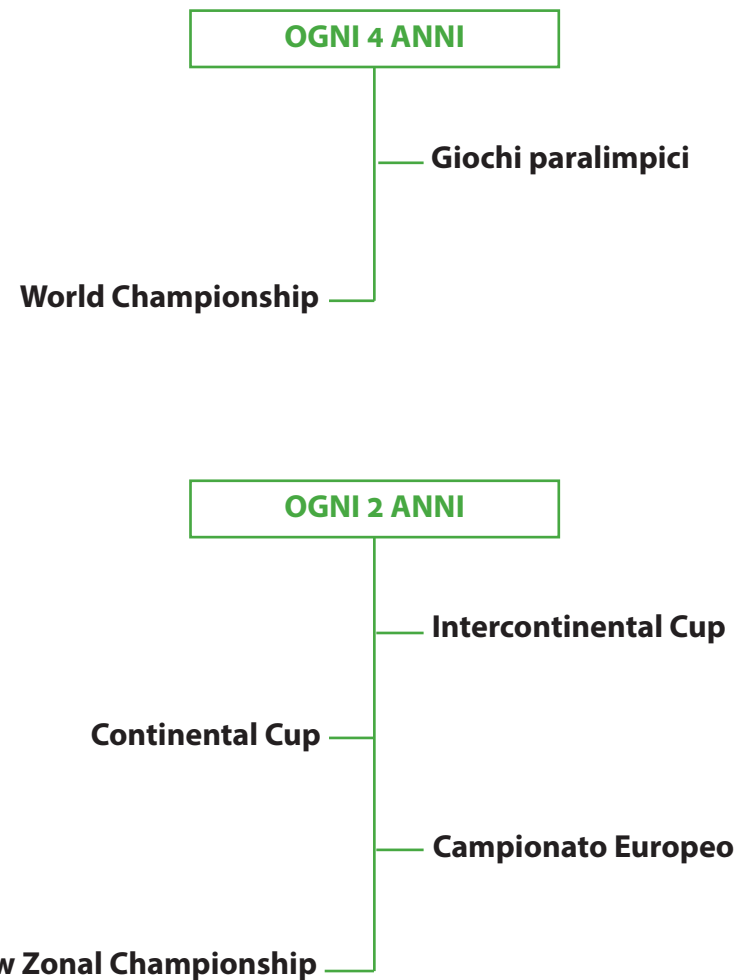 OGNI 4 ANNI
Giochi paralimpici
World Championship
OGNI 2 ANNI
Intercontinental Cup
Continental Cup
Campionato Europeo
Zonal Championship